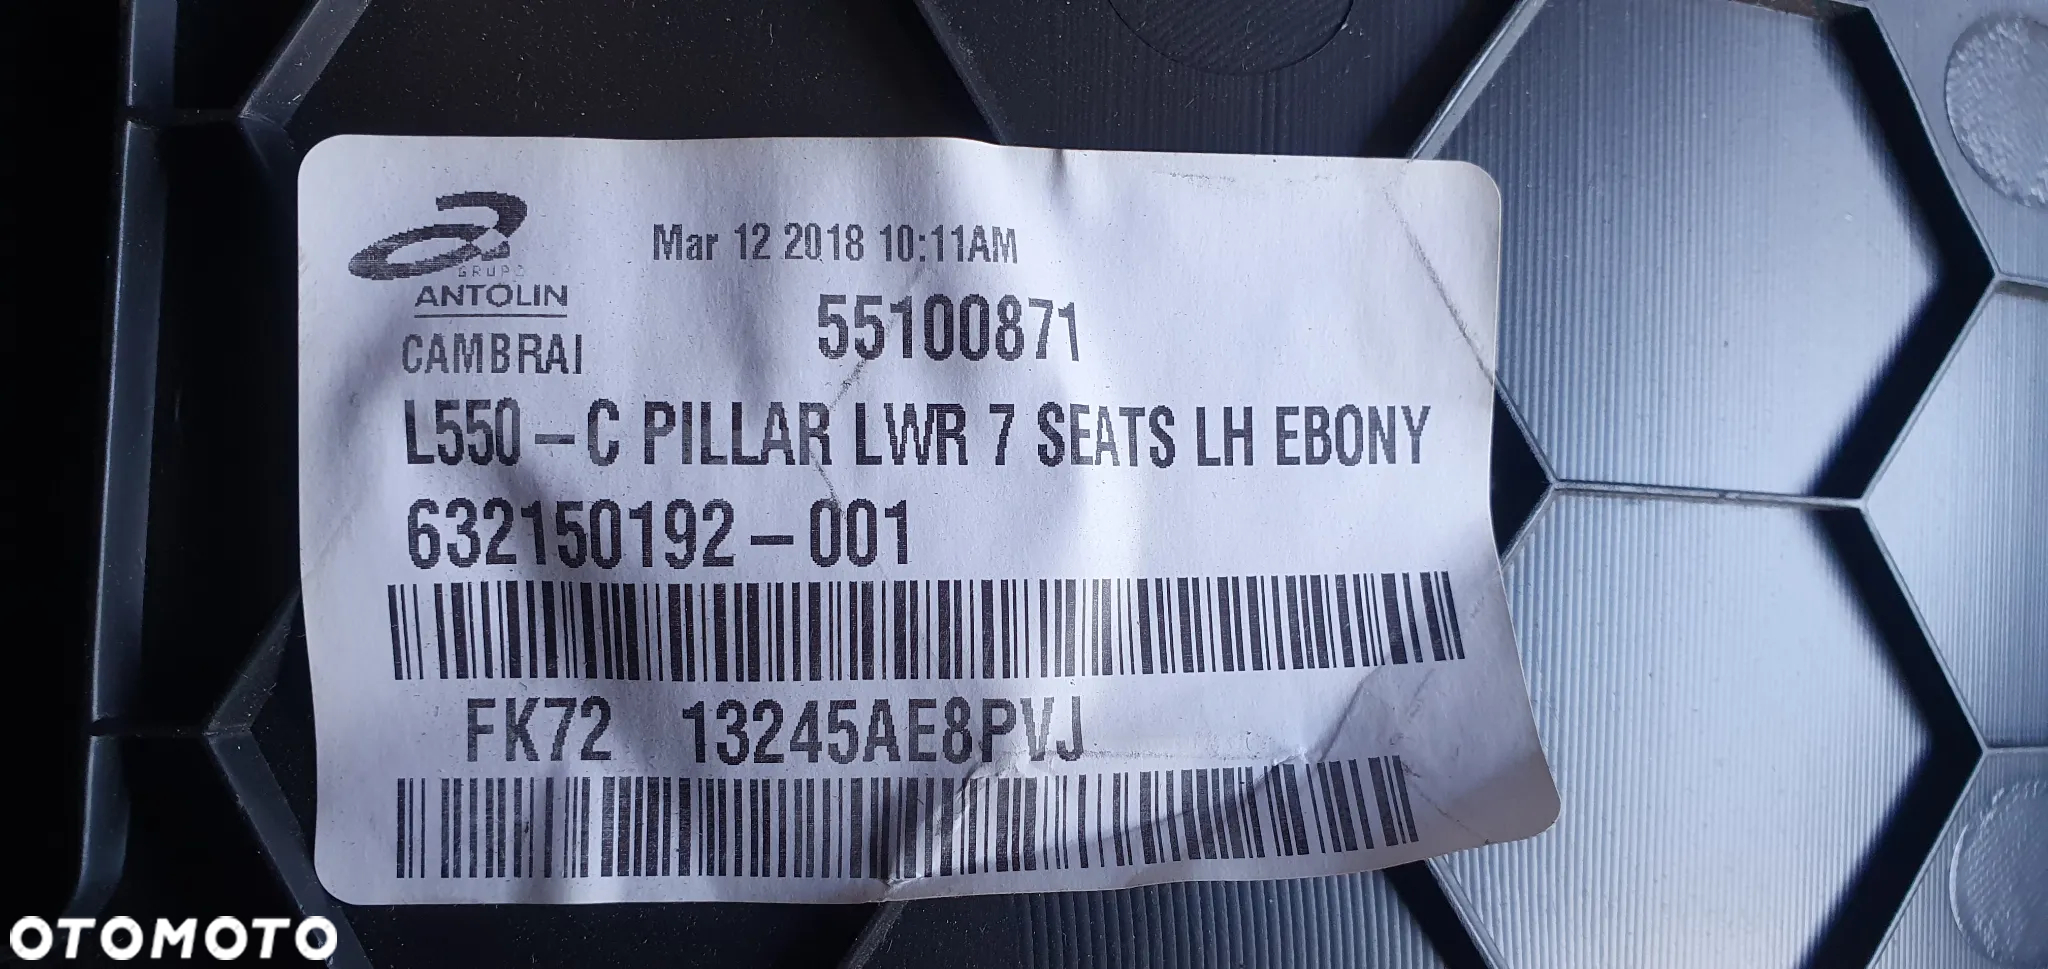 GRUPO
ANTOLIN
CAMBRAI
Mar 12 2018 10:11AM
55100871
L550-C PILLAR LWR 7 SEATS LH EBONY
632150192-001
FK72 13245AE8PVJ
OTOMOTO